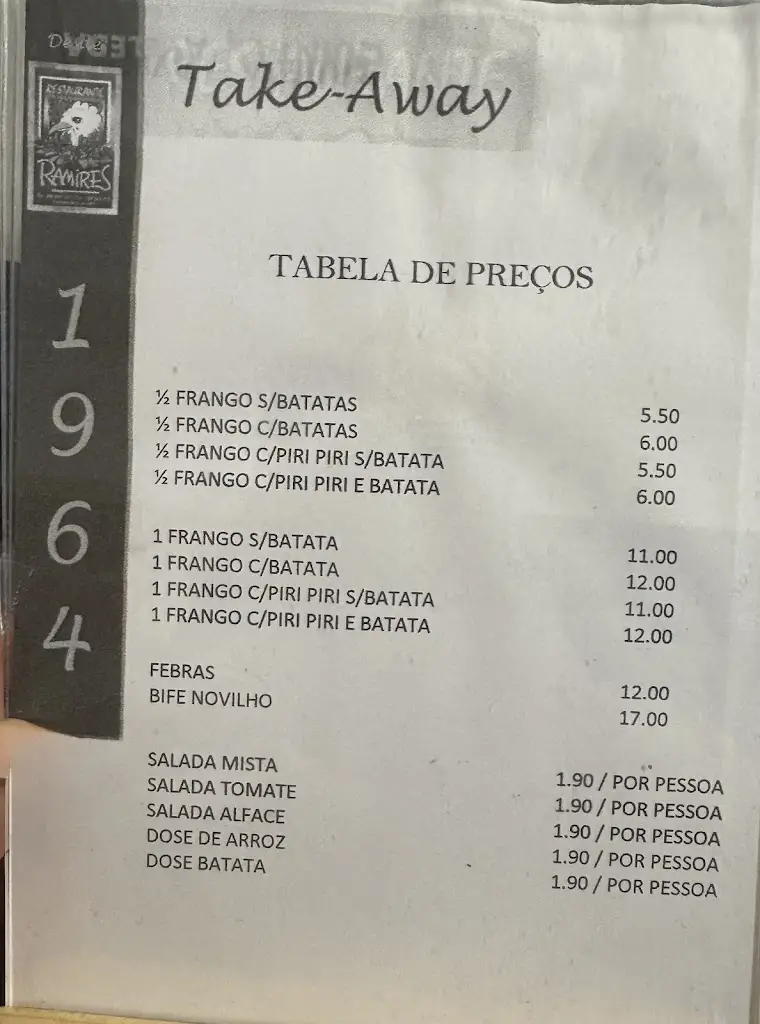 Desde
Take-Away
RESTAURANTE
RAMIRES
1
9
6
4
TABELA DE PREÇOS
½ FRANGO S/BATATAS 5.50
½ FRANGO C/BATATAS 6.00
½ FRANGO C/PIRI PIRI S/BATATA 5.50
½ FRANGO C/PIRI PIRI E BATATA 6.00
1 FRANGO S/BATATA 11.00
1 FRANGO C/BATATA 12.00
1 FRANGO C/PIRI PIRI S/BATATA 11.00
1 FRANGO C/PIRI PIRI E BATATA 12.00
FEBRAS 12.00
BIFE NOVILHO 17.00
SALADA MISTA 1.90 / POR PESSOA
SALADA TOMATE 1.90 / POR PESSOA
SALADA ALFACE 1.90 / POR PESSOA
DOSE DE ARROZ 1.90 / POR PESSOA
DOSE BATATA 1.90 / POR PESSOA